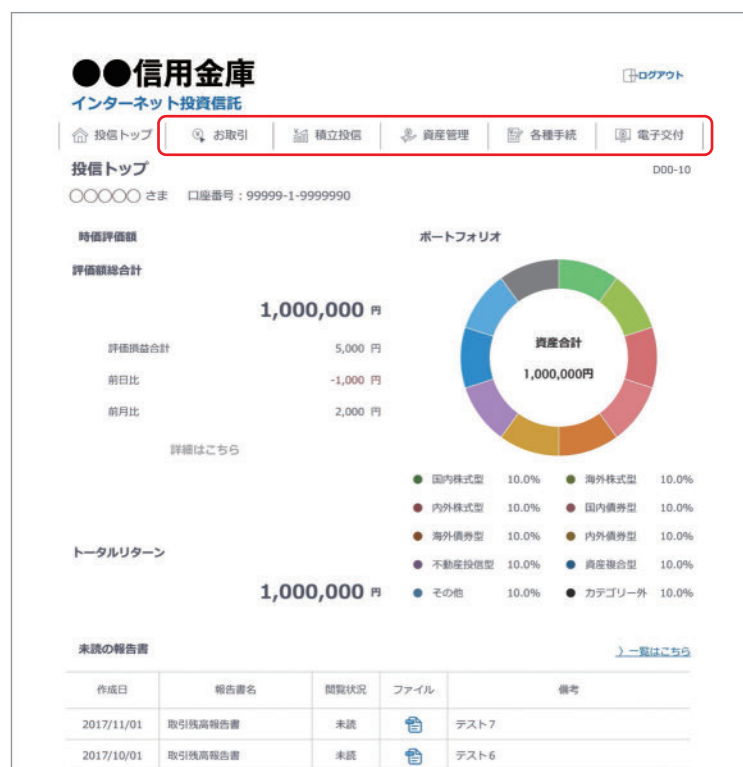 ●●信用金庫
ログアウト
インターネット投資信託
投信トップ お取引 積立投信 資産管理 各種手続 電子交付
投信トップ
D00-10
○○○○○ さま 口座番号：99999-1-9999990
時価評価額
評価額総合計
1,000,000 円
評価損益合計 5,000 円
前日比 -1,000 円
前月比 2,000 円
詳細はこちら
トータルリターン
1,000,000 円
ポートフォリオ
資産合計
1,000,000円
国内株式型 10.0% 海外株式型 10.0%
内外株式型 10.0% 国内債券型 10.0%
海外債券型 10.0% 内外債券型 10.0%
不動産投信型 10.0% 資産複合型 10.0%
その他 10.0% カテゴリー外 10.0%
未読の報告書
〉一覧はこちら
作成日 報告書名 閲覧状況 ファイル 備考
2017/11/01 取引残高報告書 未読 テスト7
2017/10/01 取引残高報告書 未読 テスト6